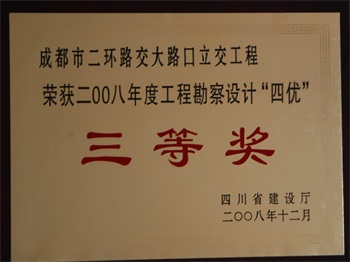 成都市二环路交大路口立交工程
荣获二00八年度工程勘察设计“四优”
三等奖
四川省建设厅
二00八年十二月